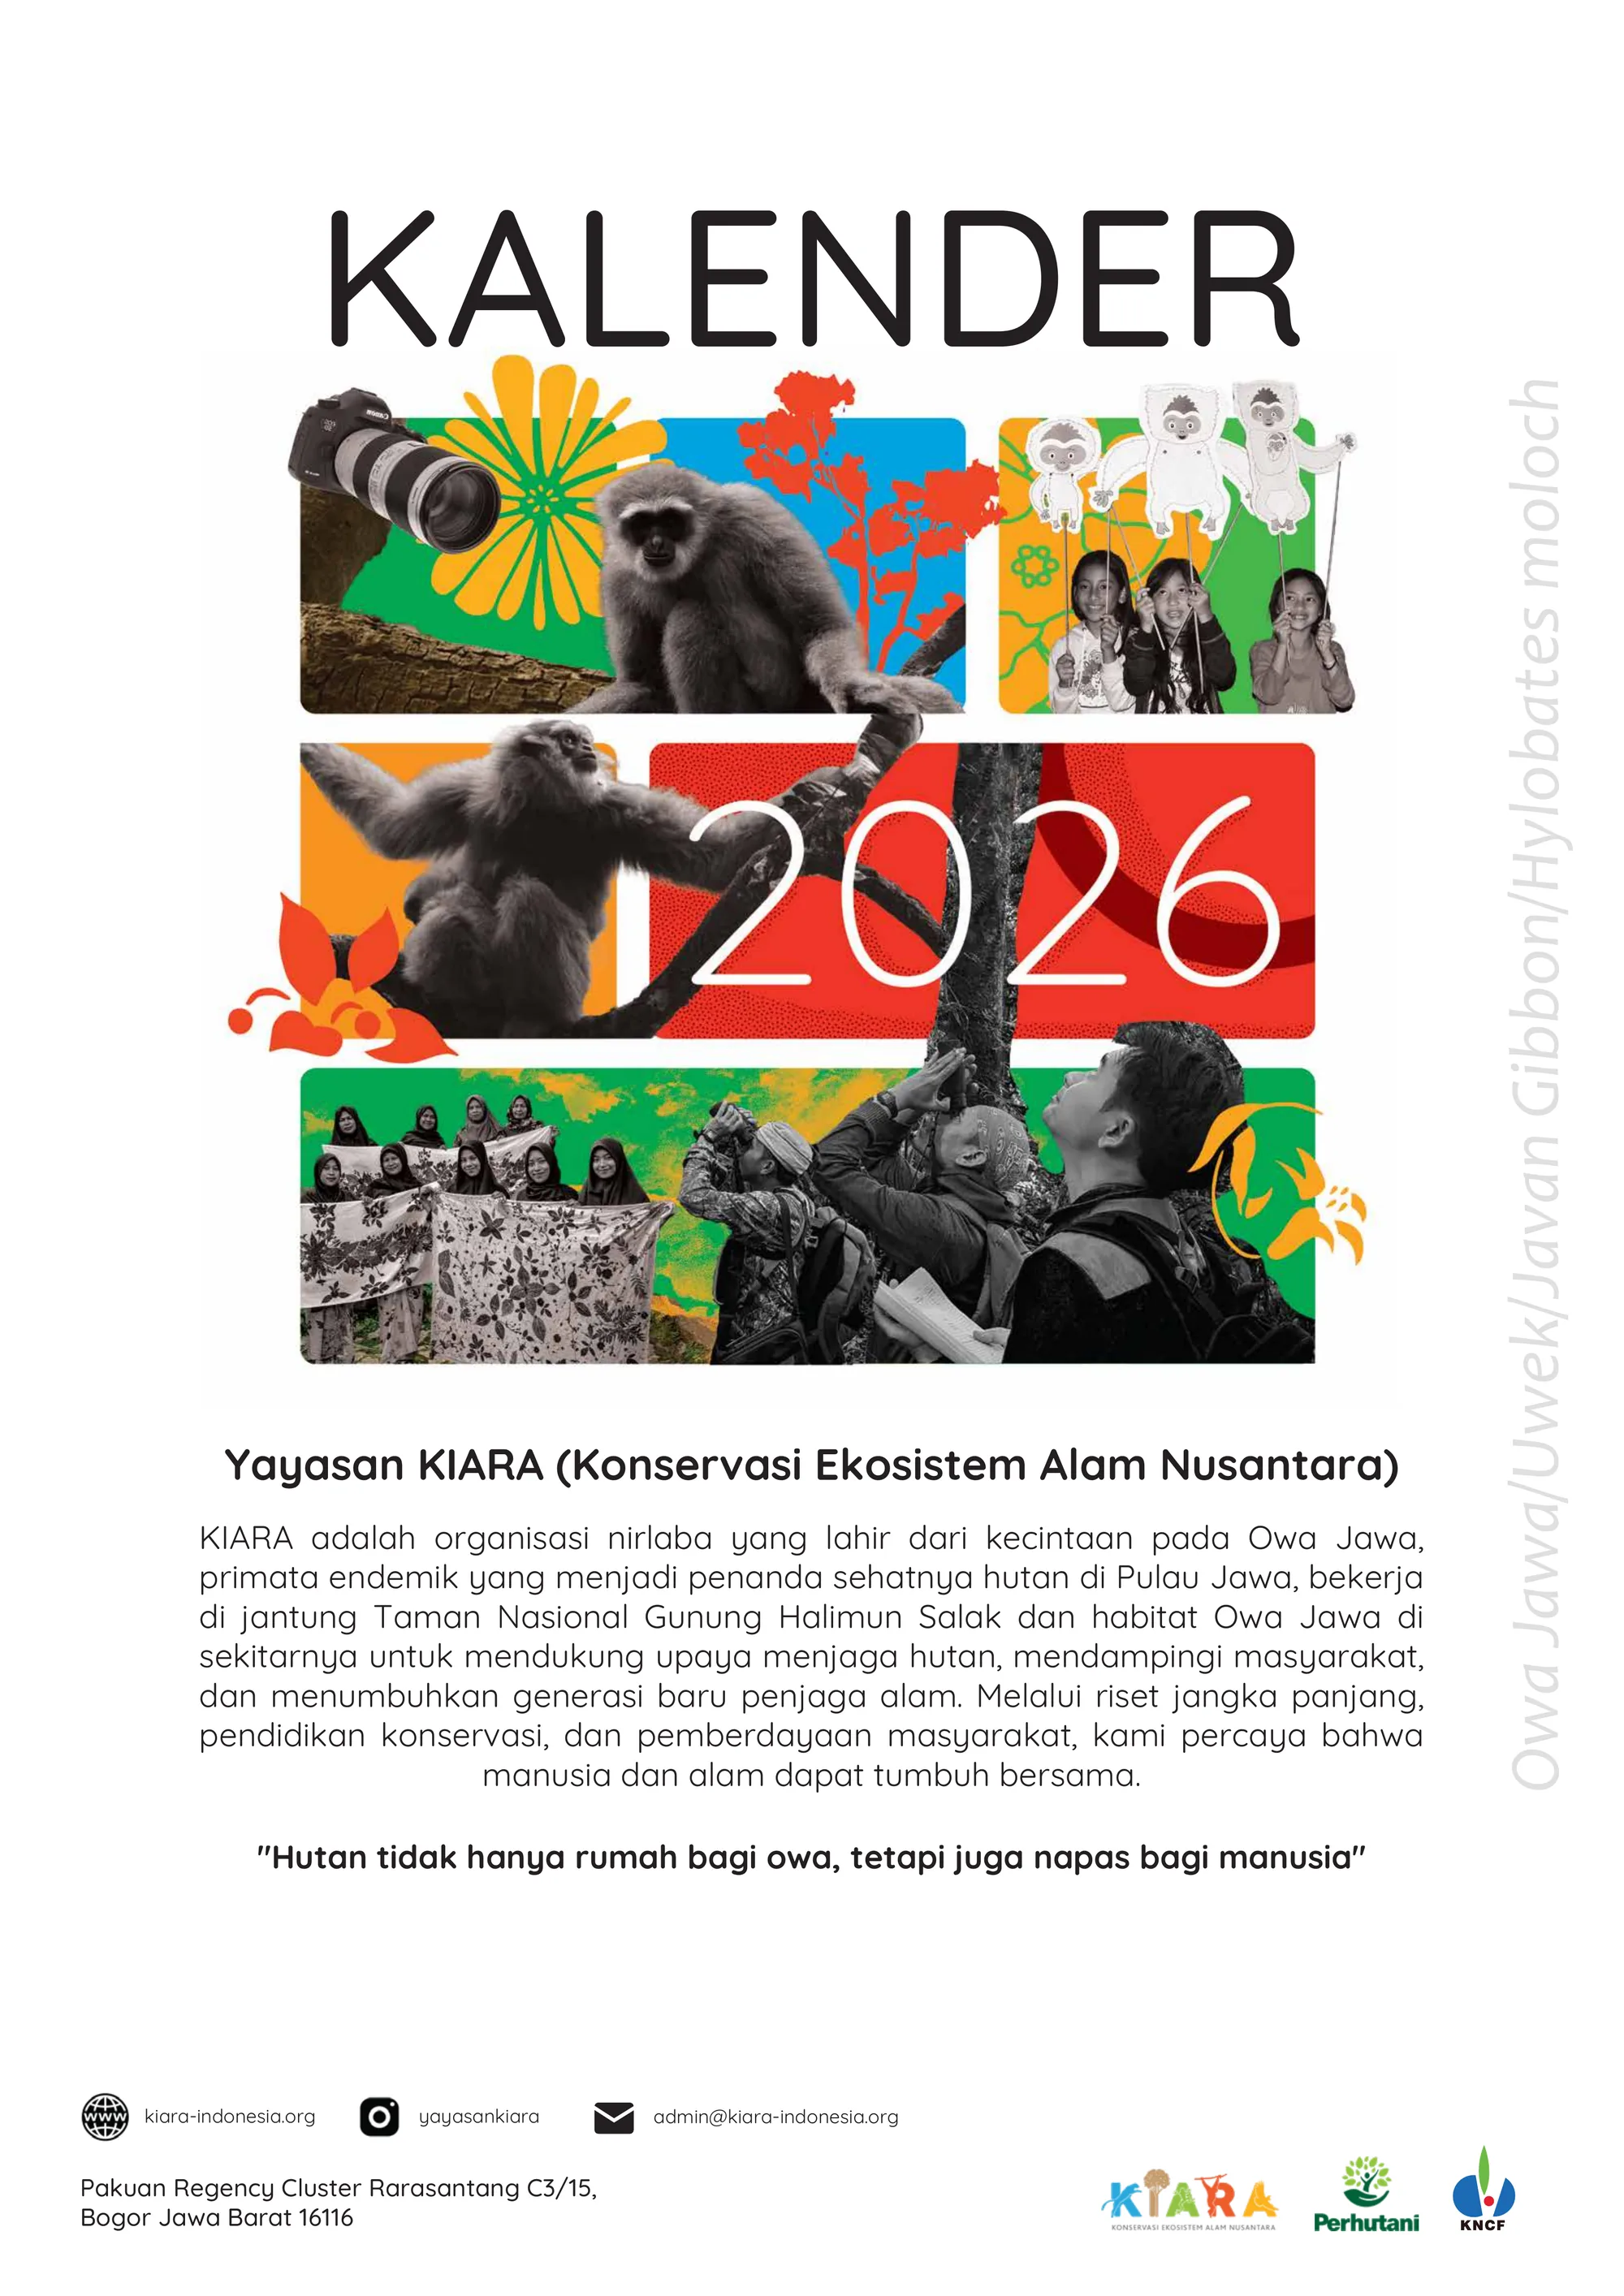 KALENDER
2026
Owa Jawa/Uwek/Javan Gibbon/Hylobates moloch
Yayasan KIARA (Konservasi Ekosistem Alam Nusantara)
KIARA adalah organisasi nirlaba yang lahir dari kecintaan pada Owa Jawa,
primata endemik yang menjadi penanda sehatnya hutan di Pulau Jawa, bekerja
di jantung Taman Nasional Gunung Halimun Salak dan habitat Owa Jawa di
sekitarnya untuk mendukung upaya menjaga hutan, mendampingi masyarakat,
dan menumbuhkan generasi baru penjaga alam. Melalui riset jangka panjang,
pendidikan konservasi, dan pemberdayaan masyarakat, kami percaya bahwa
manusia dan alam dapat tumbuh bersama.
"Hutan tidak hanya rumah bagi owa, tetapi juga napas bagi manusia"
www kiara-indonesia.org yayasankiara admin@kiara-indonesia.org
Pakuan Regency Cluster Rarasantang C3/15,
Bogor Jawa Barat 16116
KIARA
KONSERVASI EKOSISTEM ALAM NUSANTARA
Perhutani
KNCF